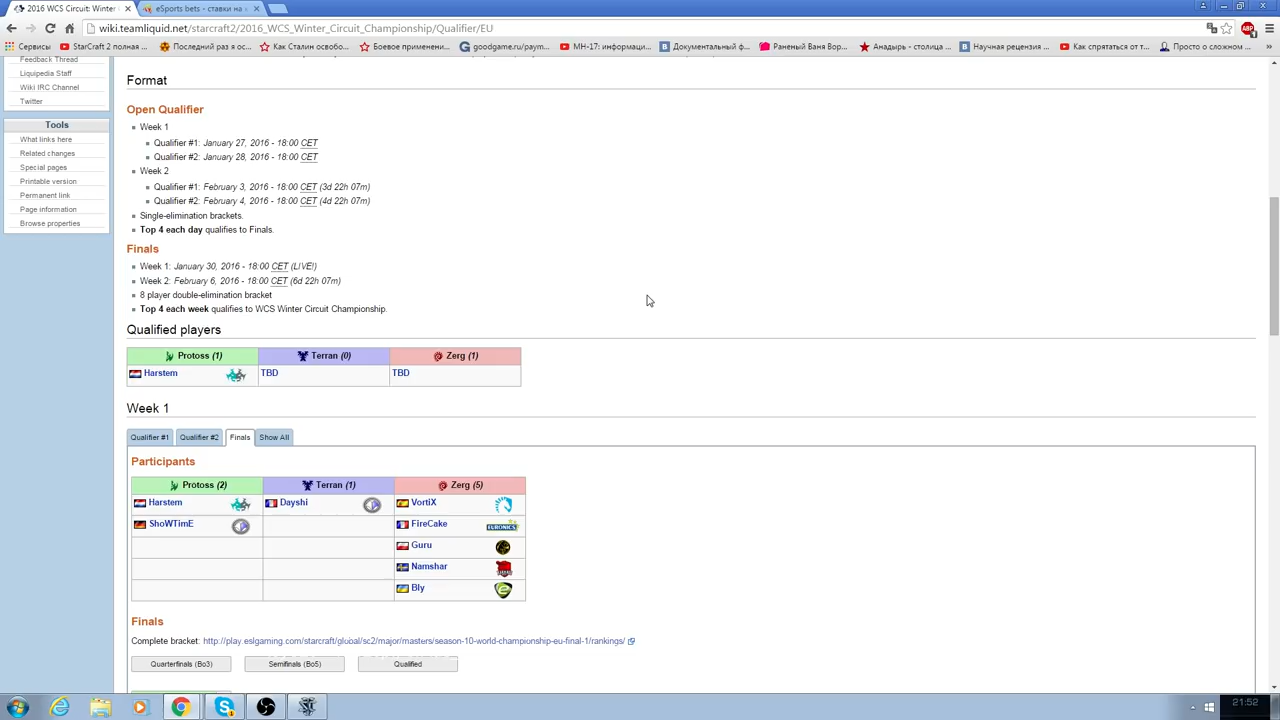 2016 WCS Circuit: Winter C
eSports bets - ставки на к
wiki.teamliquid.net/starcraft2/2016_WCS_Winter_Circuit_Championship/Qualifier/EU
Сервисы
StarCraft 2 полная ...
Последний раз я ос...
Как Сталин освобо...
Боевое применени...
goodgame.ru/paym...
МН-17: информаци...
Документальный ф...
Раненый Ваня Вор...
Анадырь - столица ...
Научная рецензия ...
Как спрятаться от т...
Просто о сложном ...
Feedback Thread
Liquipedia Staff
Wiki IRC Channel
Twitter
Tools
What links here
Related changes
Special pages
Printable version
Permanent link
Page information
Browse properties
Format
Open Qualifier
Week 1
Qualifier #1: January 27, 2016 - 18:00 CET
Qualifier #2: January 28, 2016 - 18:00 CET
Week 2
Qualifier #1: February 3, 2016 - 18:00 CET (3d 22h 07m)
Qualifier #2: February 4, 2016 - 18:00 CET (4d 22h 07m)
Single-elimination brackets.
Top 4 each day qualifies to Finals.
Finals
Week 1: January 30, 2016 - 18:00 CET (LIVE!)
Week 2: February 6, 2016 - 18:00 CET (6d 22h 07m)
8 player double-elimination bracket
Top 4 each week qualifies to WCS Winter Circuit Championship.
Qualified players
Protoss (1) Terran (0) Zerg (1)
Harstem TBD TBD
Week 1
Qualifier #1 Qualifier #2 Finals Show All
Participants
Protoss (2) Terran (1) Zerg (5)
Harstem Dayshi VortiX
ShoWTimE FireCake EURONICS
Guru
Namshar
Bly
Finals
Complete bracket: http://play.eslgaming.com/starcraft/global/sc2/major/masters/season-10-world-championship-eu-final-1/rankings/
Quarterfinals (Bo3) Semifinals (Bo5) Qualified
21:52